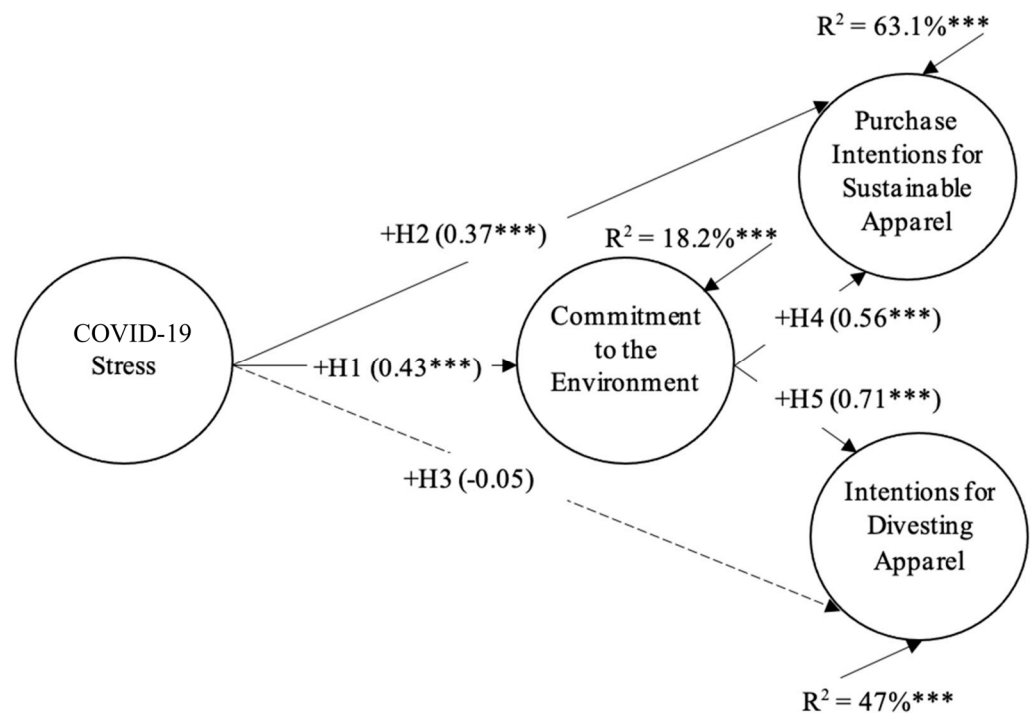 R² = 63.1%***
Purchase
Intentions for
Sustainable
Apparel
+H2 (0.37***)
R² = 18.2%***
COVID-19
Stress
+H1 (0.43***)
Commitment
to the
Environment
+H4 (0.56***)
+H5 (0.71***)
+H3 (-0.05)
Intentions for
Divesting
Apparel
R² = 47%***